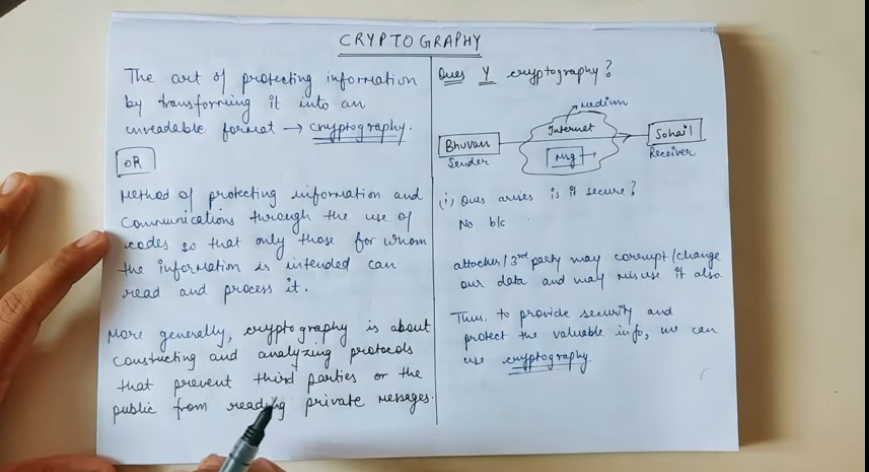 CRYPTOGRAPHY
The art of protecting information
by transforming it into an
unreadable format → cryptography.
OR
Method of protecting information and
Communications through the use of
codes so that only those for whom
the information is intended can
read and process it.
More generally, cryptography is about
constructing and analyzing protocols
that prevent third parties or the
public from reading private messages.
Ques Y cryptography?
medium
Internet
Bhuvan
Sohail
Msg
Sender
Receiver
(i) Ques arises is it secure?
No b/c
attacker/3rd party may corrupt/change
our data and may misuse it also
Thus, to provide security and
protect the valuable info, we can
use cryptography.